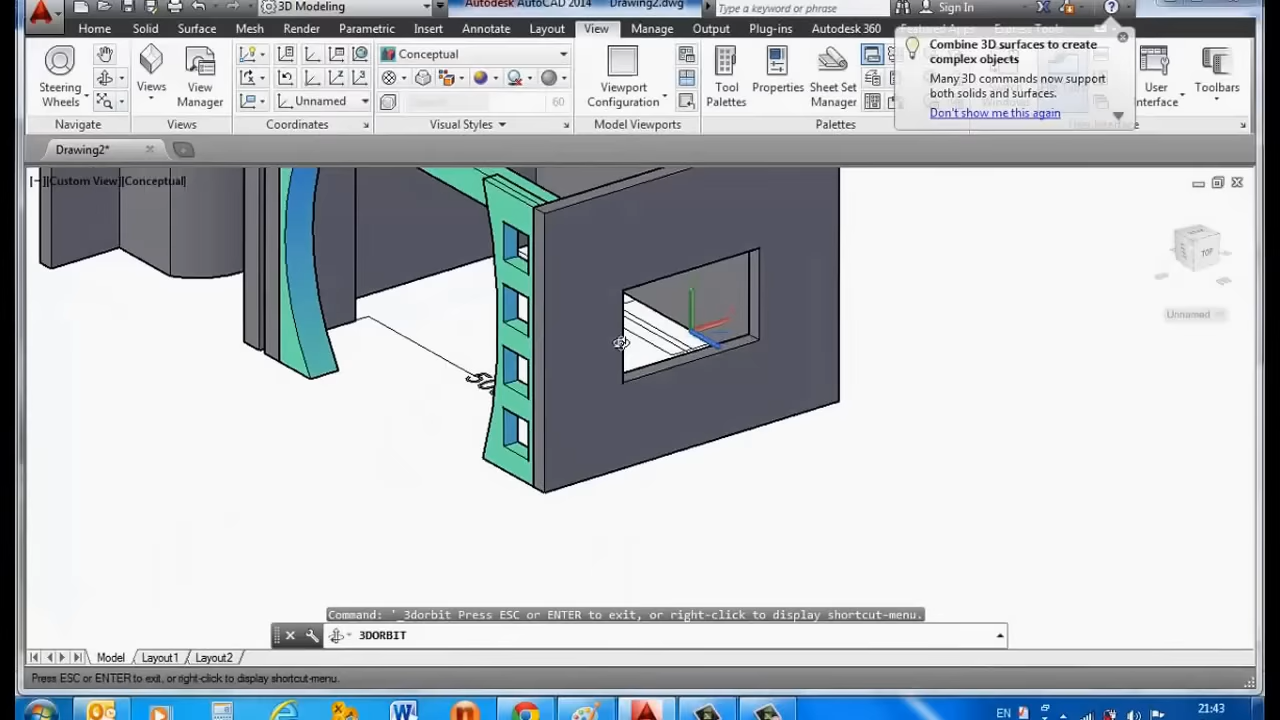 3D Modeling
Autodesk AutoCAD 2014 Drawing2.dwg
Type a keyword or phrase
Sign In
Home Solid Surface Mesh Render Parametric Insert Annotate Layout View Manage Output Plug-ins Autodesk 360 Featured Apps Express Tools
Combine 3D surfaces to create
complex objects
Many 3D commands now support
both solids and surfaces.
Don't show me this again
Steering
Wheels
Views
View
Manager
Unnamed
Conceptual
60
Viewport
Configuration
Tool
Palettes
Properties
Sheet Set
Manager
User
Interface
Toolbars
Navigate Views Coordinates Visual Styles Model Viewports Palettes
Drawing2*
[−][Custom View][Conceptual]
TOP
Unnamed
Command: '_3dorbit Press ESC or ENTER to exit, or right-click to display shortcut-menu.
3DORBIT
Model Layout1 Layout2
Press ESC or ENTER to exit, or right-click to display shortcut-menu.
EN
21:43